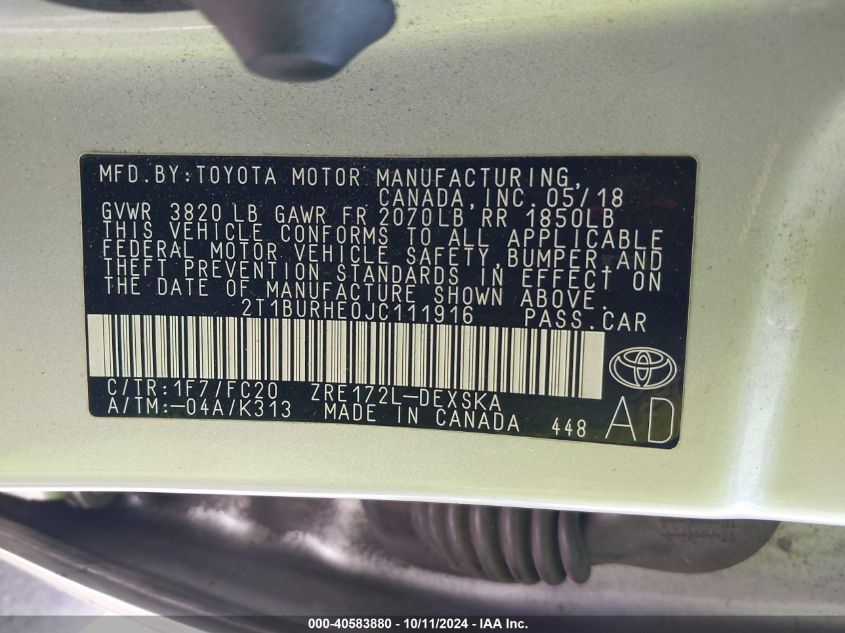 MFD.BY:TOYOTA MOTOR MANUFACTURING,
CANADA,INC. 05/18
GVWR 3820 LB GAWR FR 2070LB RR 1850LB
THIS VEHICLE CONFORMS TO ALL APPLICABLE
FEDERAL MOTOR VEHICLE SAFETY,BUMPER AND
THEFT PREVENTION STANDARDS IN EFFECT ON
THE DATE OF MANUFACTURE SHOWN ABOVE.
2T1BURHE0JC111916 PASS.CAR
C/TR:1F7/FC20 ZRE172L-DEXSKA
A/TM:-04A/K313 MADE IN CANADA 448 AD
000-40583880 - 10/11/2024 - IAA Inc.